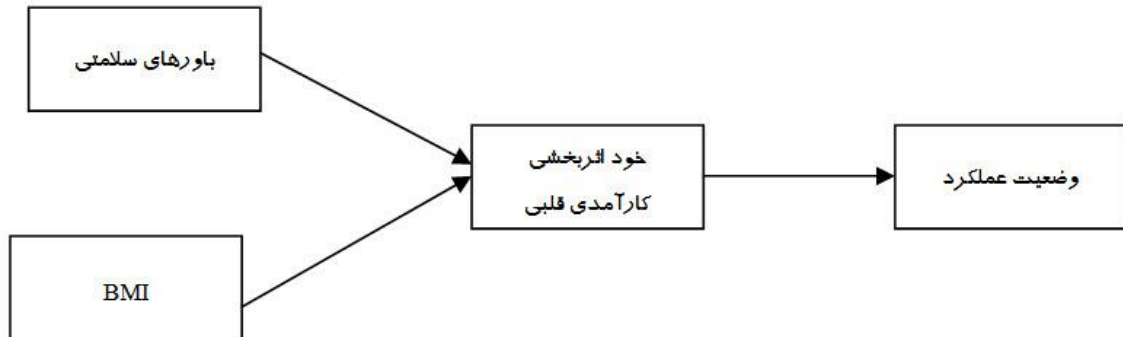 باورهای سلامتی
خود اثربخشی
کارآمدی قلبی
وضعیت عملکرد
BMI